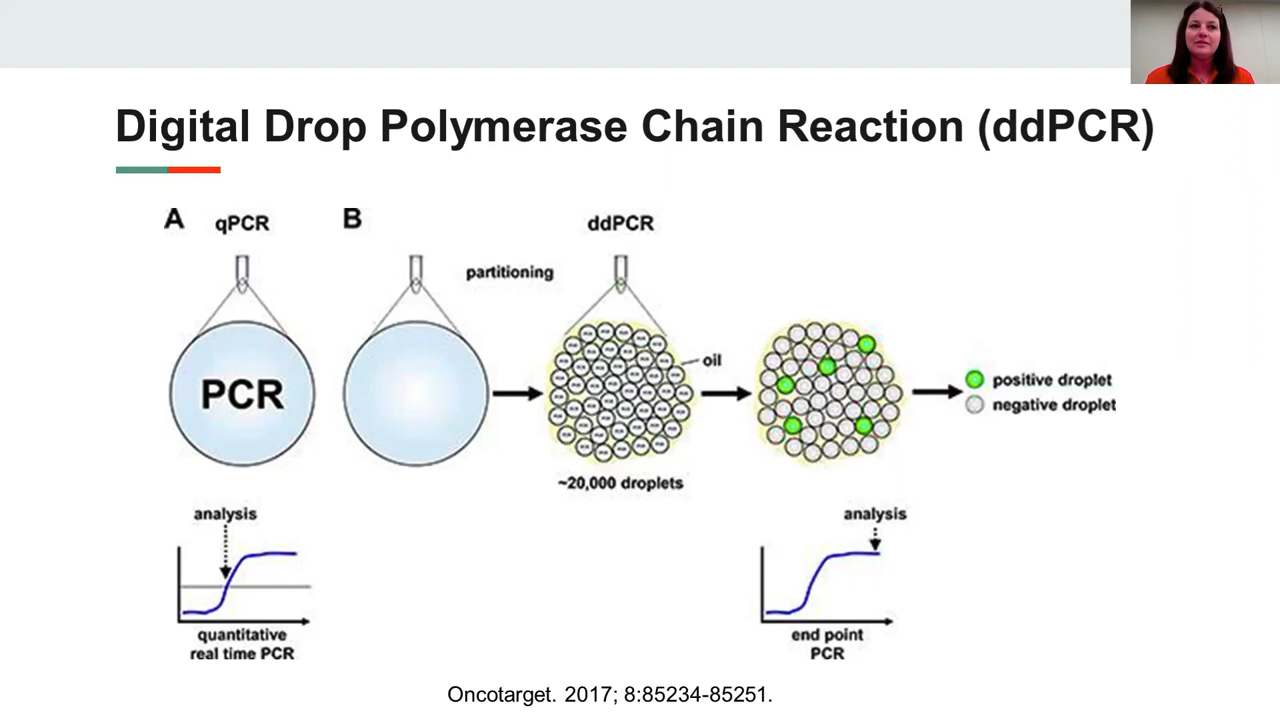 Digital Drop Polymerase Chain Reaction (ddPCR)
A
qPCR
B
ddPCR
partitioning
PCR
oil
positive droplet
negative droplet
~20,000 droplets
analysis
analysis
quantitative
real time PCR
end point
PCR
Oncotarget. 2017; 8:85234-85251.